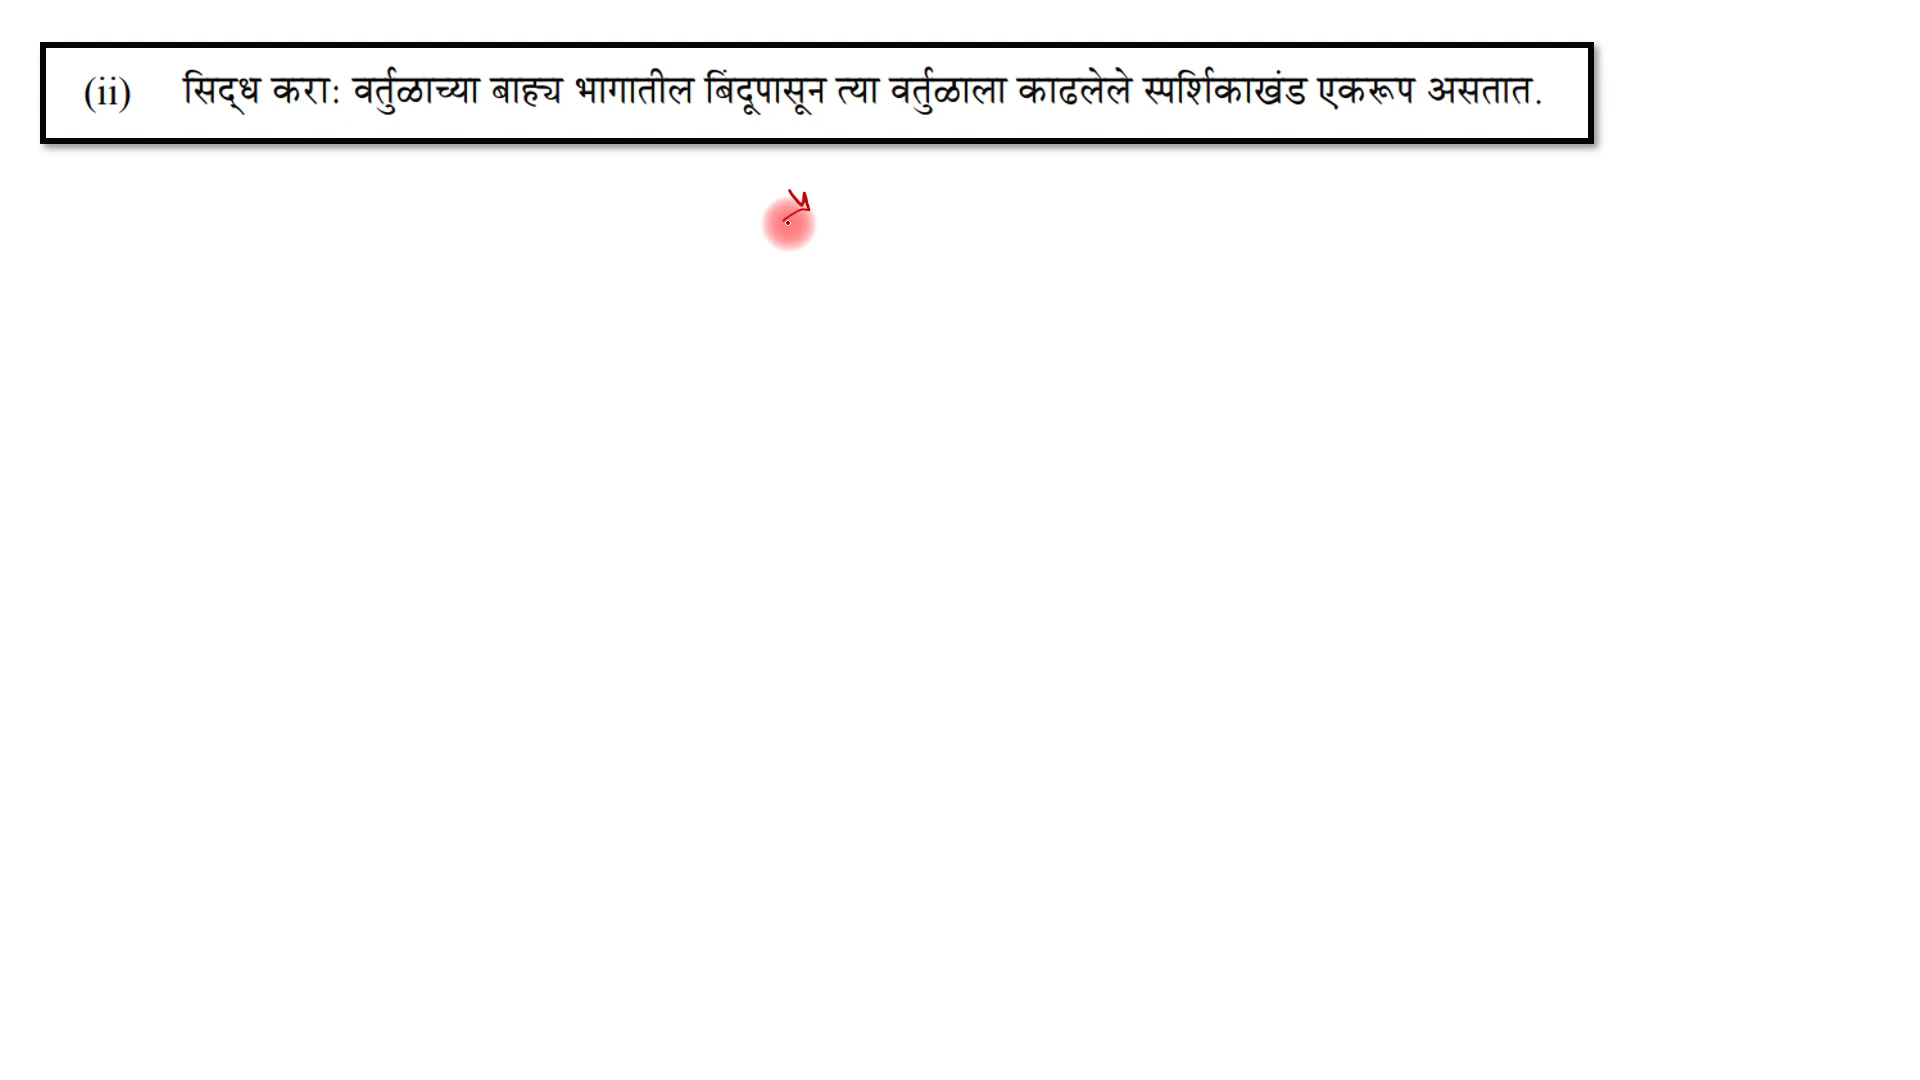 (ii) सिद्ध करा: वर्तुळाच्या बाह्य भागातील बिंदूपासून त्या वर्तुळाला काढलेले स्पर्शिकाखंड एकरूप असतात.